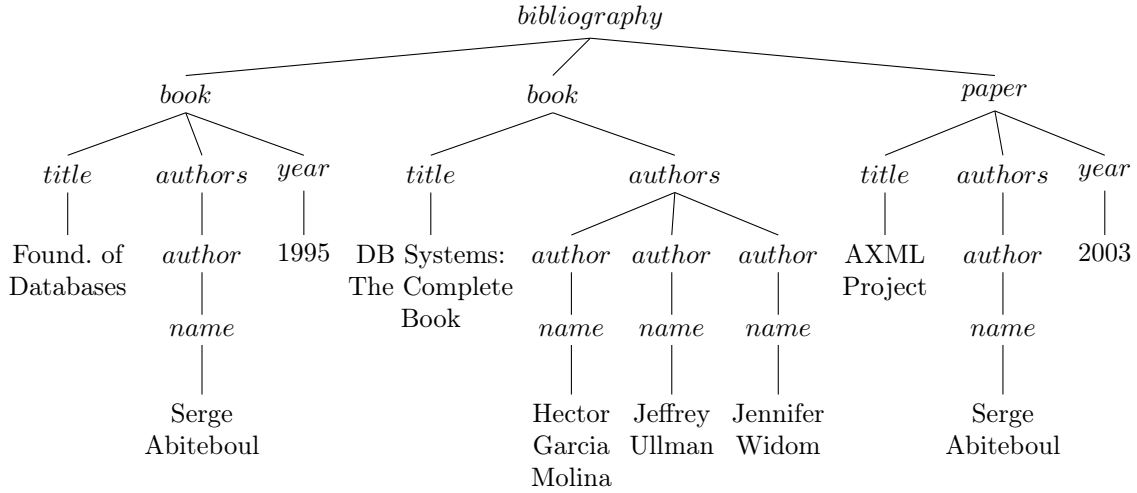 bibliography
book book paper
title authors year title authors title authors year
Found. of author 1995 DB Systems: author author author AXML author 2003
Databases The Complete Project
Book
name name name name name
Serge Hector Jeffrey Jennifer Serge
Abiteboul Garcia Ullman Widom Abiteboul
Molina